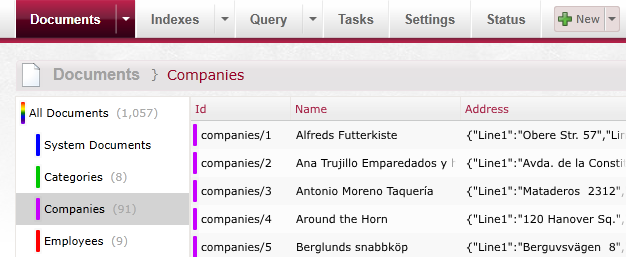 Documents Indexes Query Tasks Settings Status New
Documents } Companies
All Documents (1,057)
System Documents
Categories (8)
Companies (91)
Employees (9)
Id Name Address
companies/1 Alfreds Futterkiste {"Line1":"Obere Str. 57","Lin
companies/2 Ana Trujillo Emparedados y {"Line1":"Avda. de la Constit
companies/3 Antonio Moreno Taquería {"Line1":"Mataderos 2312",
companies/4 Around the Horn {"Line1":"120 Hanover Sq.",
companies/5 Berglunds snabbköp {"Line1":"Berguvsvägen 8",